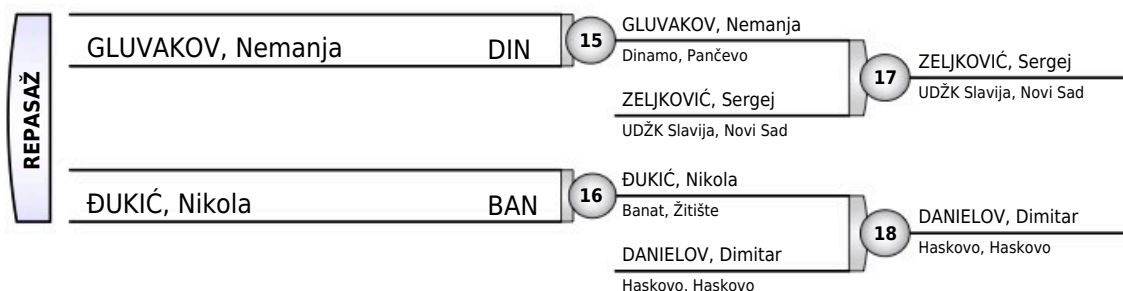 REPASAŽ
GLUVAKOV, Nemanja DIN
15
GLUVAKOV, Nemanja
Dinamo, Pančevo
ZELJKOVIĆ, Sergej
UDŽK Slavija, Novi Sad
17
ZELJKOVIĆ, Sergej
UDŽK Slavija, Novi Sad
ĐUKIĆ, Nikola BAN
16
ĐUKIĆ, Nikola
Banat, Žitište
DANIELOV, Dimitar
Haskovo, Haskovo
18
DANIELOV, Dimitar
Haskovo, Haskovo